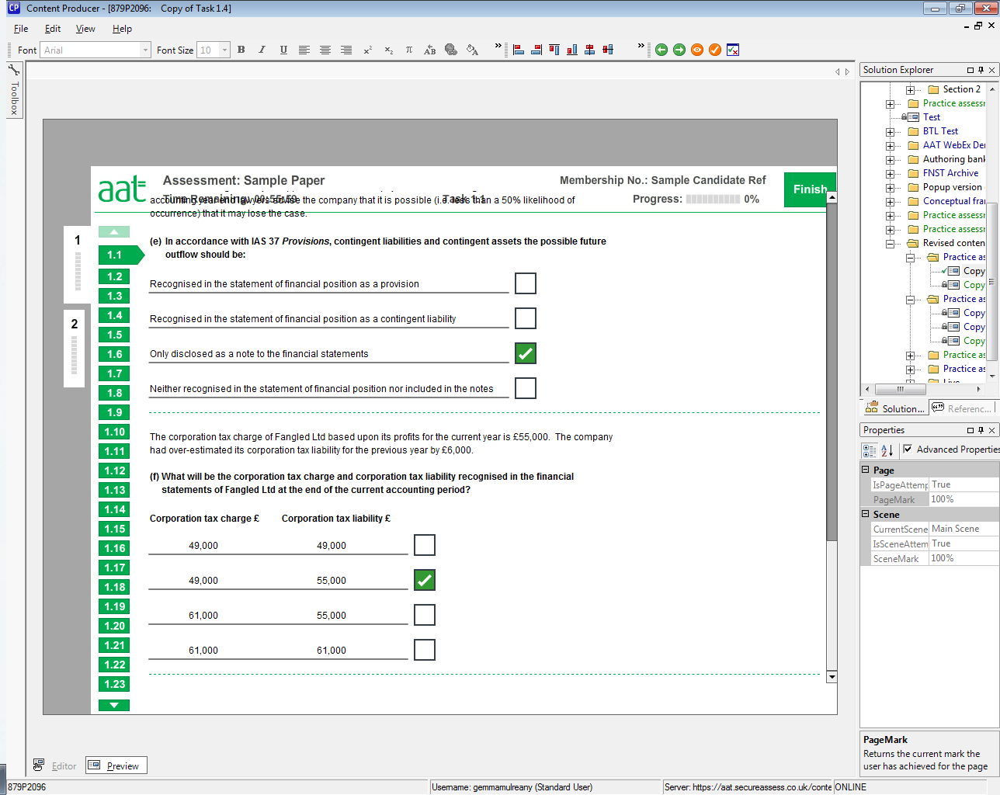 Content Producer - [879P2096: Copy of Task 1.4]
File Edit View Help
Font Arial Font Size 10 B I U
Toolbox
Solution Explorer
Section 2
Practice assessr
Test
BTL Test
AAT WebEx Der
Authoring bank
FNST Archive
Popup version
Conceptual frar
Practice assessr
Practice assessr
Revised conten
Practice as
Copy
Copy
Practice as
Copy
Copy
Copy
Practice as
Practice as
Live
Solution... Referenc...
aat
Assessment: Sample Paper
Membership No.: Sample Candidate Ref
Finish
Time Remaining: 00:55:59 Task 1.1 Progress: 0%
accounting year end lawyers advise the company that it is possible (i.e. less than a 50% likelihood of
occurrence) that it may lose the case.
1
2
1.1
1.2
1.3
1.4
1.5
1.6
1.7
1.8
1.9
1.10
1.11
1.12
1.13
1.14
1.15
1.16
1.17
1.18
1.19
1.20
1.21
1.22
1.23
(e) In accordance with IAS 37 Provisions, contingent liabilities and contingent assets the possible future
outflow should be:
Recognised in the statement of financial position as a provision
Recognised in the statement of financial position as a contingent liability
Only disclosed as a note to the financial statements
Neither recognised in the statement of financial position nor included in the notes
The corporation tax charge of Fangled Ltd based upon its profits for the current year is £55,000. The company
had over-estimated its corporation tax liability for the previous year by £6,000.
(f) What will be the corporation tax charge and corporation tax liability recognised in the financial
statements of Fangled Ltd at the end of the current accounting period?
Corporation tax charge £ Corporation tax liability £
49,000 49,000
49,000 55,000
61,000 55,000
61,000 61,000
Properties
Advanced Properties
Page
IsPageAttemp True
PageMark 100%
Scene
CurrentScene Main Scene
IsSceneAttem True
SceneMark 100%
PageMark
Returns the current mark the
user has achieved for the page
Editor Preview
879P2096 Username: gemmamulreany (Standard User) Server: https://aat.secureassess.co.uk/conte ONLINE